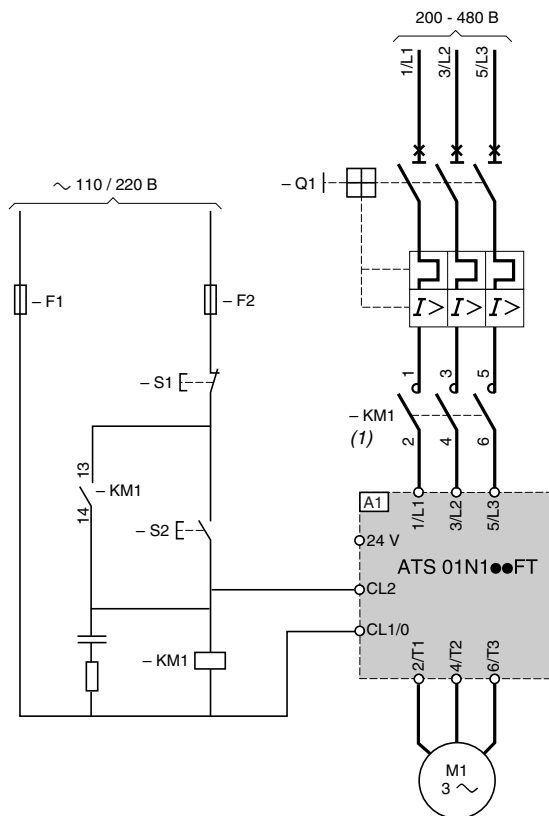 200 - 480 В
1/L1
3/L2
5/L3
– Q1
~ 110 / 220 В
– F1
– F2
I>
I>
I>
– S1
1
3
5
– KM1
(1)
2
4
6
13
14
– KM1
– S2
A1
1/L1
3/L2
5/L3
24 V
ATS 01N1●●FT
CL2
CL1/0
– KM1
2/T1
4/T2
6/T3
M1
3 ~